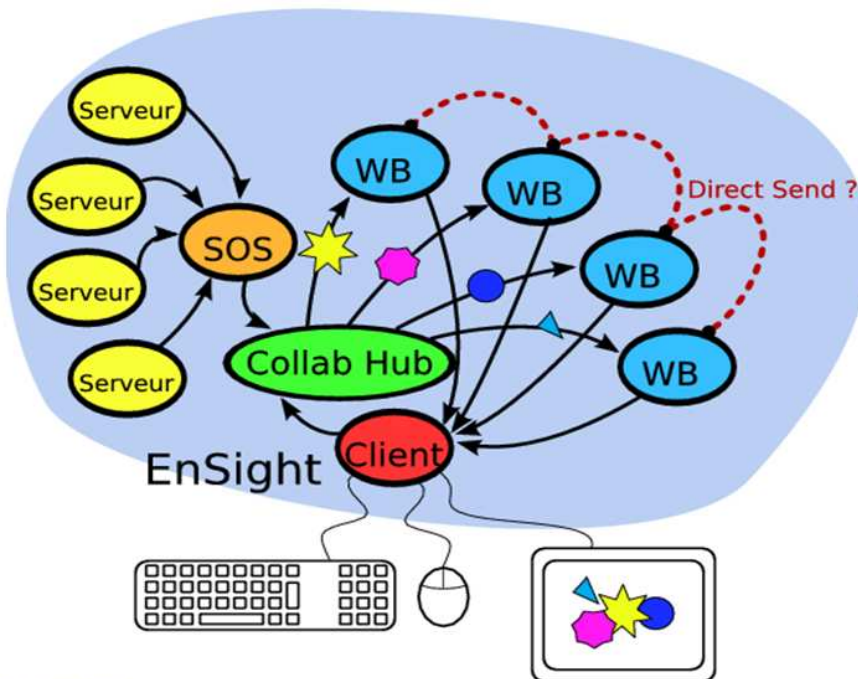 Serveur
WB
Serveur
WB
Direct Send ?
Serveur
SOS
WB
Serveur
Collab Hub
WB
Client
EnSight